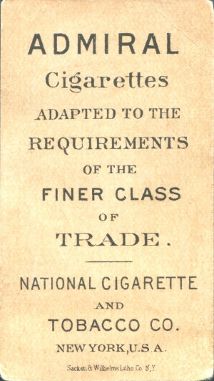 ADMIRAL
Cigarettes
ADAPTED TO THE
REQUIREMENTS
OF THE
FINER CLASS
OF
TRADE.
NATIONAL CIGARETTE
AND
TOBACCO CO.
NEW YORK, U.S.A.
Sackett & Wilhelms Litho. Co. N.Y.